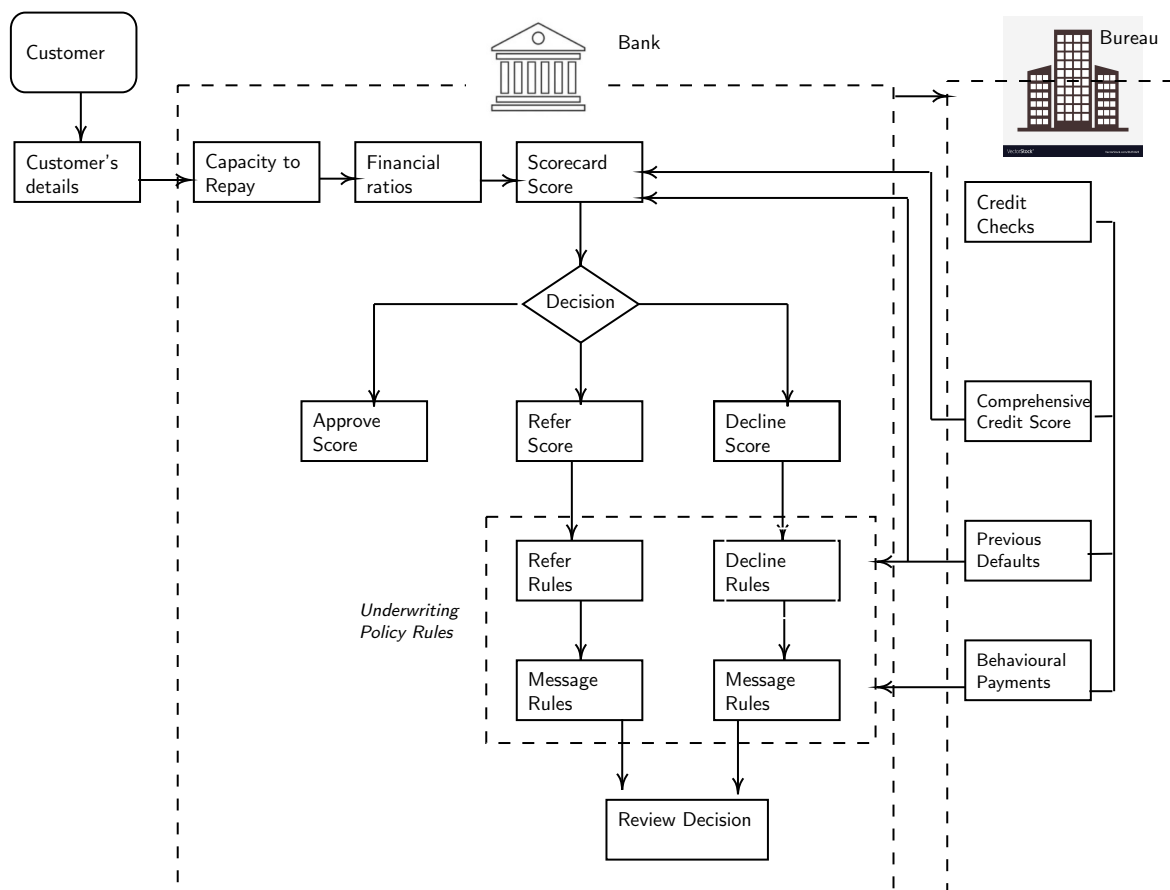 Customer
Bank
Bureau
VectorStock
Customer's
details
Capacity to
Repay
Financial
ratios
Scorecard
Score
Credit
Checks
Decision
Approve
Score
Refer
Score
Decline
Score
Comprehensive
Credit Score
Refer
Rules
Decline
Rules
Previous
Defaults
Underwriting
Policy Rules
Message
Rules
Message
Rules
Behavioural
Payments
Review Decision